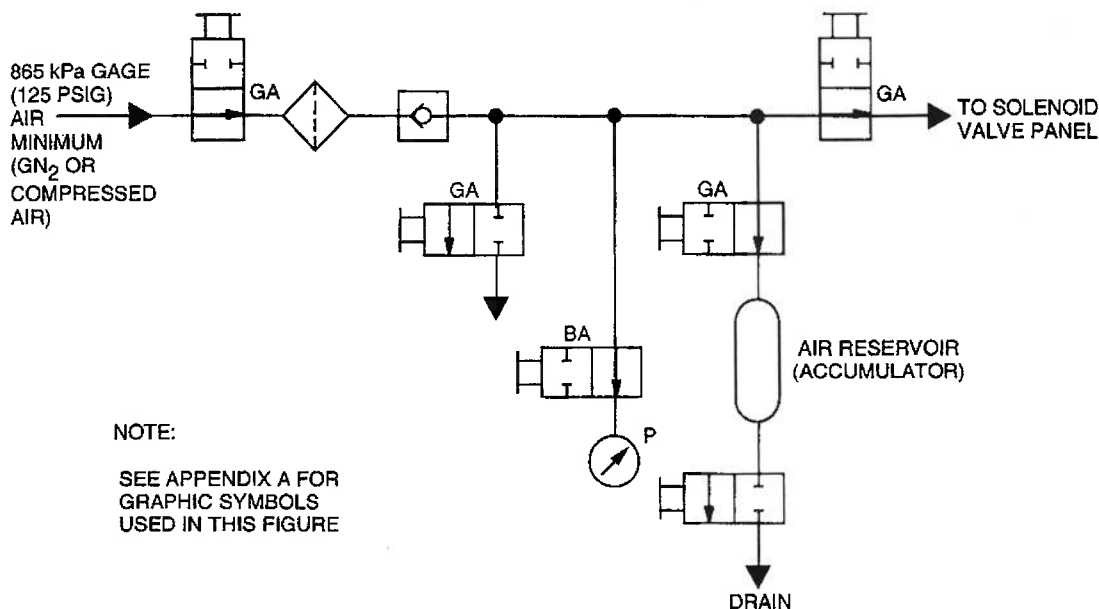 865 kPa GAGE
(125 PSIG)
AIR
MINIMUM
(GN2 OR
COMPRESSED
AIR)
GA
GA
TO SOLENOID
VALVE PANEL
GA
GA
BA
P
AIR RESERVOIR
(ACCUMULATOR)
NOTE:
SEE APPENDIX A FOR
GRAPHIC SYMBOLS
USED IN THIS FIGURE
DRAIN